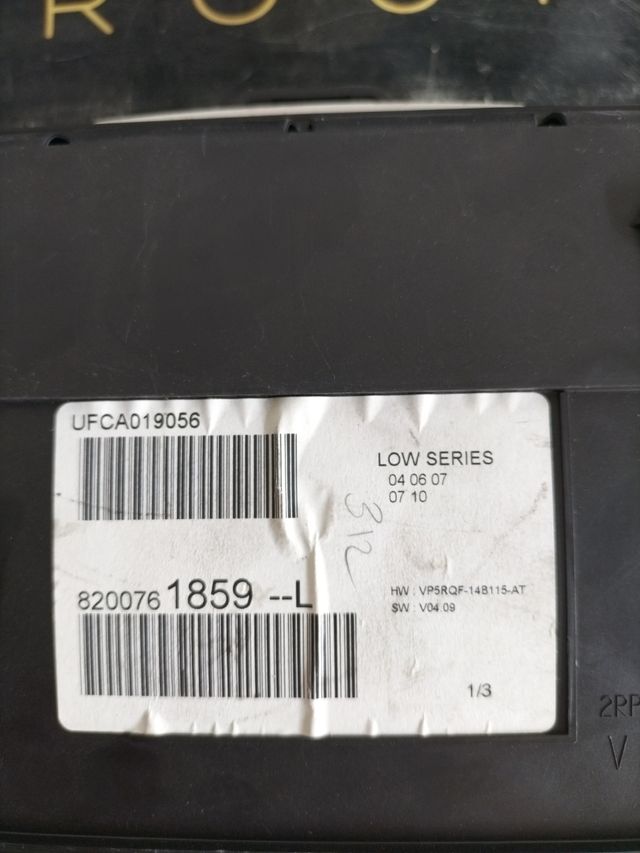 UFCA019056
LOW SERIES
04 06 07
07 10
312
8200761859 --L
HW : VP5RQF-14B115-AT
SW : V04.09
1/3
2RP
V